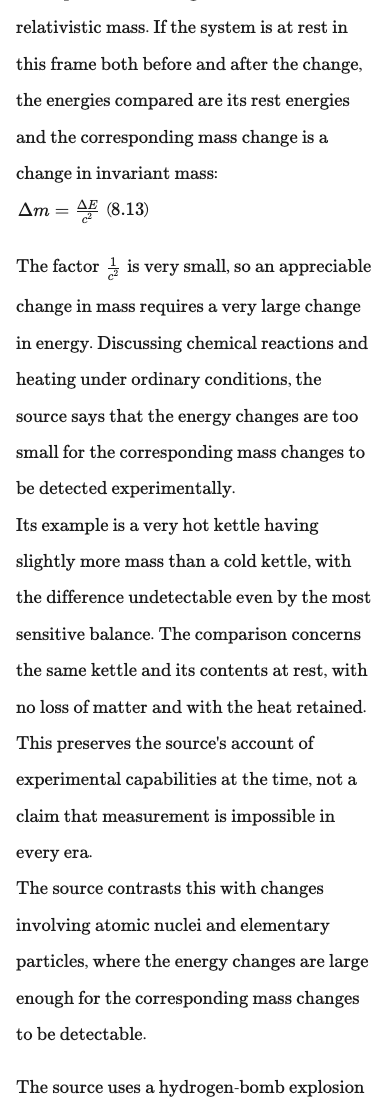 relativistic mass. If the system is at rest in
this frame both before and after the change,
the energies compared are its rest energies
and the corresponding mass change is a
change in invariant mass:
Δm = ΔE/c² (8.13)
The factor 1/c² is very small, so an appreciable
change in mass requires a very large change
in energy. Discussing chemical reactions and
heating under ordinary conditions, the
source says that the energy changes are too
small for the corresponding mass changes to
be detected experimentally.
Its example is a very hot kettle having
slightly more mass than a cold kettle, with
the difference undetectable even by the most
sensitive balance. The comparison concerns
the same kettle and its contents at rest, with
no loss of matter and with the heat retained.
This preserves the source's account of
experimental capabilities at the time, not a
claim that measurement is impossible in
every era.
The source contrasts this with changes
involving atomic nuclei and elementary
particles, where the energy changes are large
enough for the corresponding mass changes
to be detectable.
The source uses a hydrogen-bomb explosion